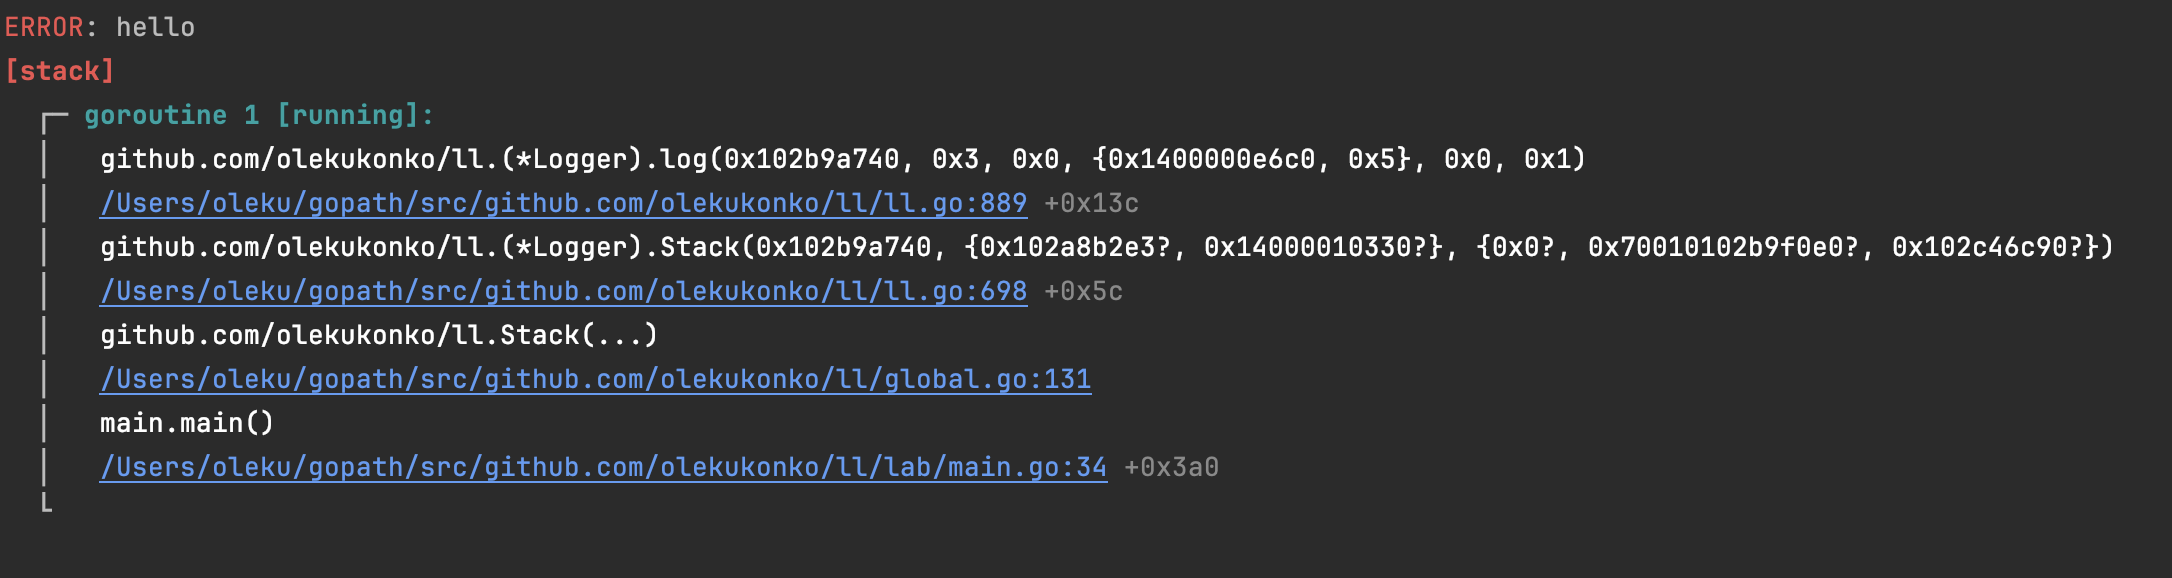 ERROR: hello
[stack]
┌─ goroutine 1 [running]:
│   github.com/olekukonko/ll.(*Logger).log(0x102b9a740, 0x3, 0x0, {0x1400000e6c0, 0x5}, 0x0, 0x1)
│   /Users/oleku/gopath/src/github.com/olekukonko/ll/ll.go:889 +0x13c
│   github.com/olekukonko/ll.(*Logger).Stack(0x102b9a740, {0x102a8b2e3?, 0x14000010330?}, {0x0?, 0x70010102b9f0e0?, 0x102c46c90?})
│   /Users/oleku/gopath/src/github.com/olekukonko/ll/ll.go:698 +0x5c
│   github.com/olekukonko/ll.Stack(...)
│   /Users/oleku/gopath/src/github.com/olekukonko/ll/global.go:131
│   main.main()
│   /Users/oleku/gopath/src/github.com/olekukonko/ll/lab/main.go:34 +0x3a0
└